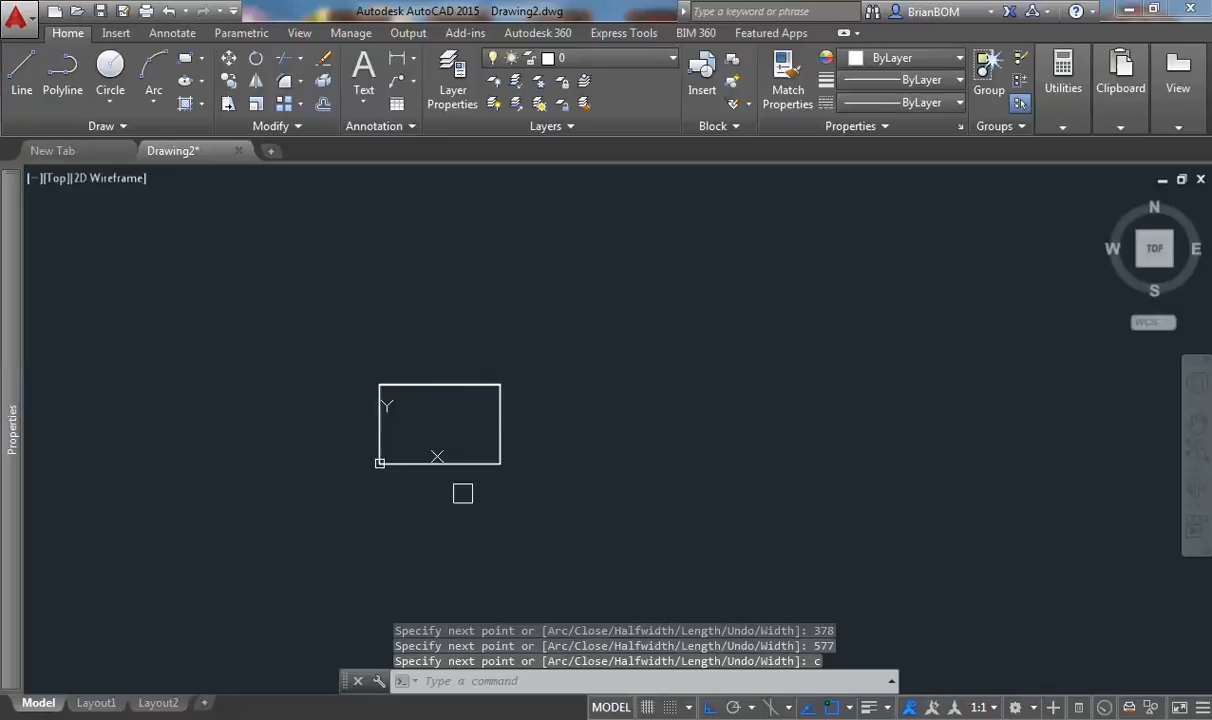 Autodesk AutoCAD 2015 Drawing2.dwg
Type a keyword or phrase
BrianBOM
Home Insert Annotate Parametric View Manage Output Add-ins Autodesk 360 Express Tools BIM 360 Featured Apps
Line Polyline Circle Arc
Text
Layer Properties
0
Insert
Match Properties
ByLayer
ByLayer
ByLayer
Group
Utilities
Clipboard
View
Draw Modify Annotation Layers Block Properties Groups
New Tab Drawing2*
[−][Top][2D Wireframe]
N
W TOP E
S
WCS
Properties
Y
X
Specify next point or [Arc/Close/Halfwidth/Length/Undo/Width]: 378
Specify next point or [Arc/Close/Halfwidth/Length/Undo/Width]: 577
Specify next point or [Arc/Close/Halfwidth/Length/Undo/Width]: c
Type a command
Model Layout1 Layout2 +
MODEL 1:1